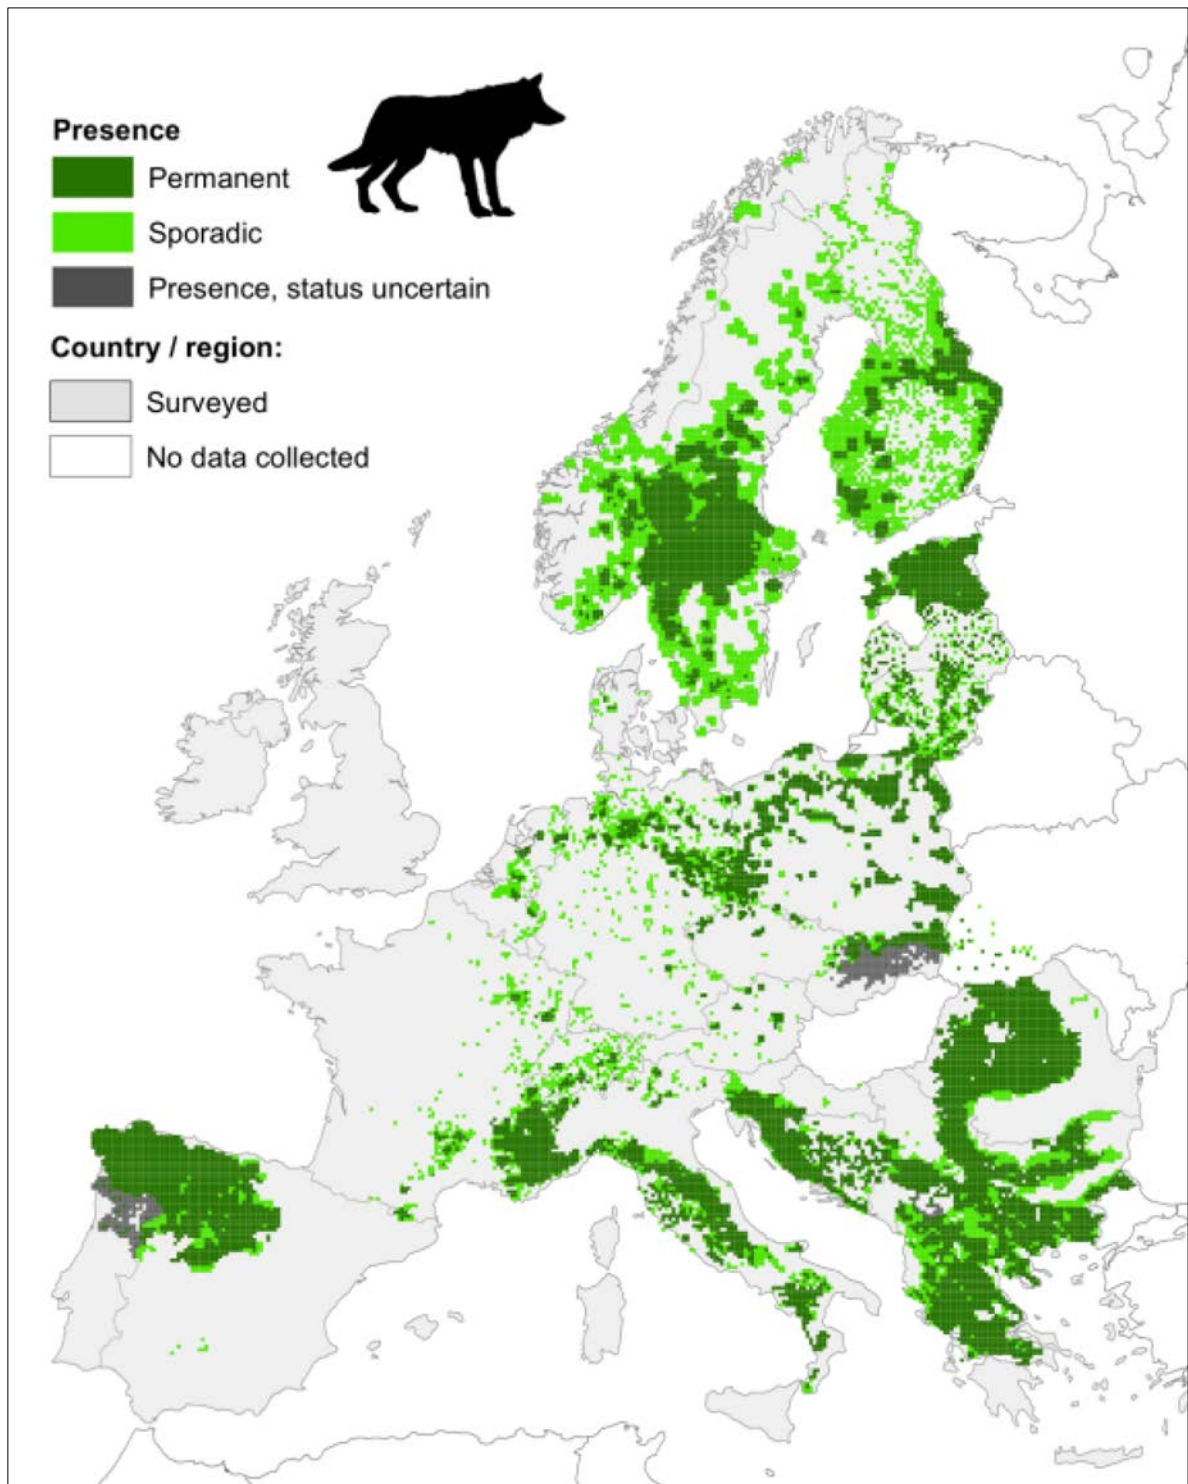 Presence
Permanent
Sporadic
Presence, status uncertain
Country / region:
Surveyed
No data collected